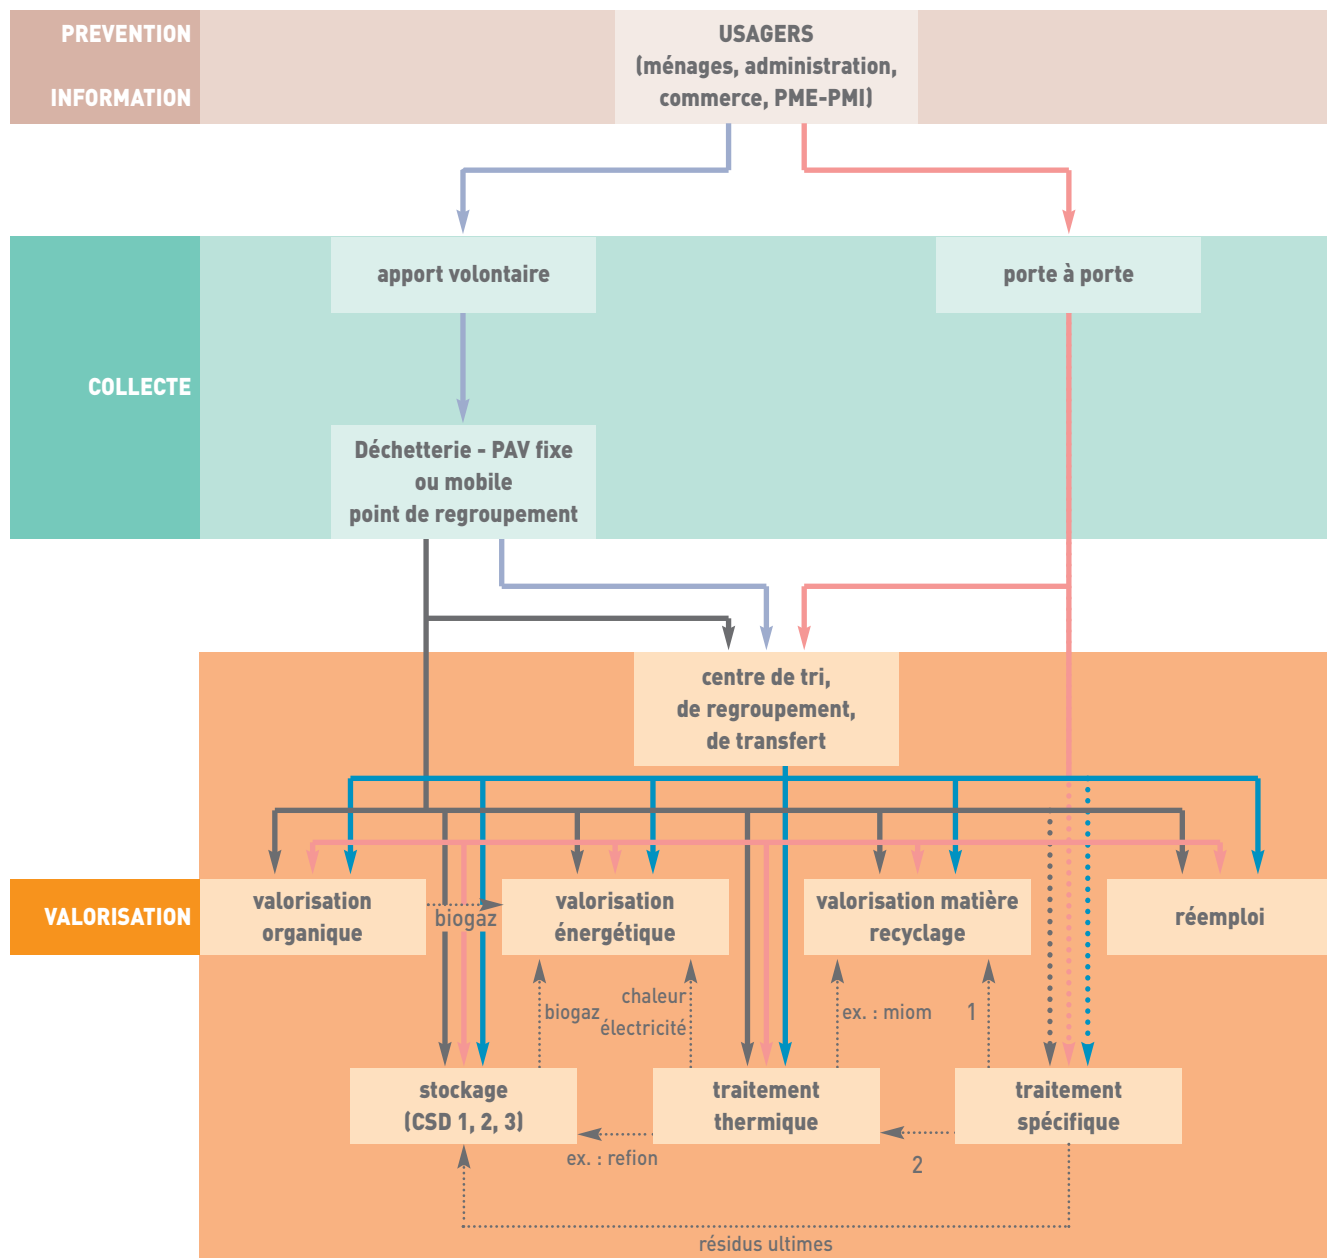 PREVENTION
INFORMATION
USAGERS
(ménages, administration,
commerce, PME-PMI)
COLLECTE
apport volontaire
porte à porte
Déchetterie - PAV fixe
ou mobile
point de regroupement
centre de tri,
de regroupement,
de transfert
VALORISATION
valorisation
organique
biogaz
valorisation
énergétique
valorisation matière
recyclage
réemploi
biogaz
chaleur
électricité
ex. : miom
1
stockage
(CSD 1, 2, 3)
traitement
thermique
traitement
spécifique
ex. : refion
2
résidus ultimes